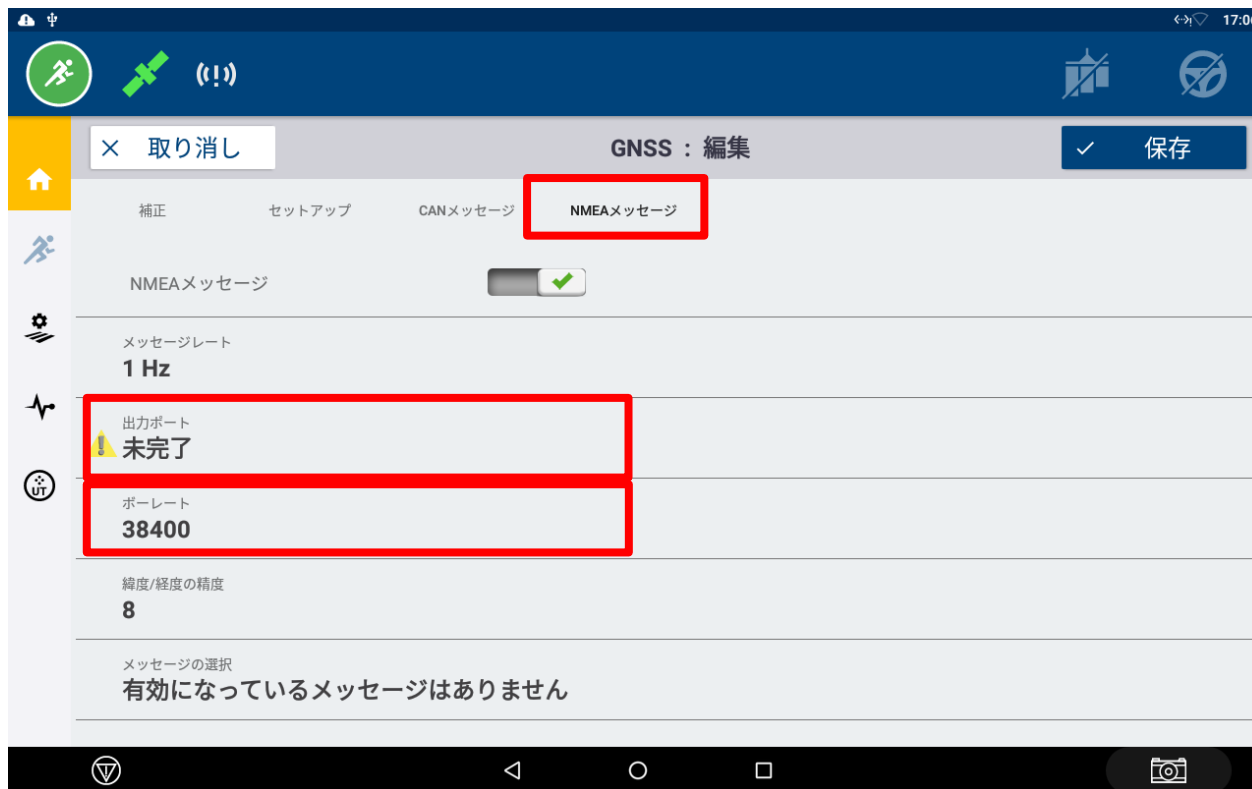 17:06
× 取り消し
GNSS : 編集
保存
補正
セットアップ
CANメッセージ
NMEAメッセージ
NMEAメッセージ
メッセージレート
1 Hz
出力ポート
未完了
ボーレート
38400
緯度/経度の精度
8
メッセージの選択
有効になっているメッセージはありません
UT